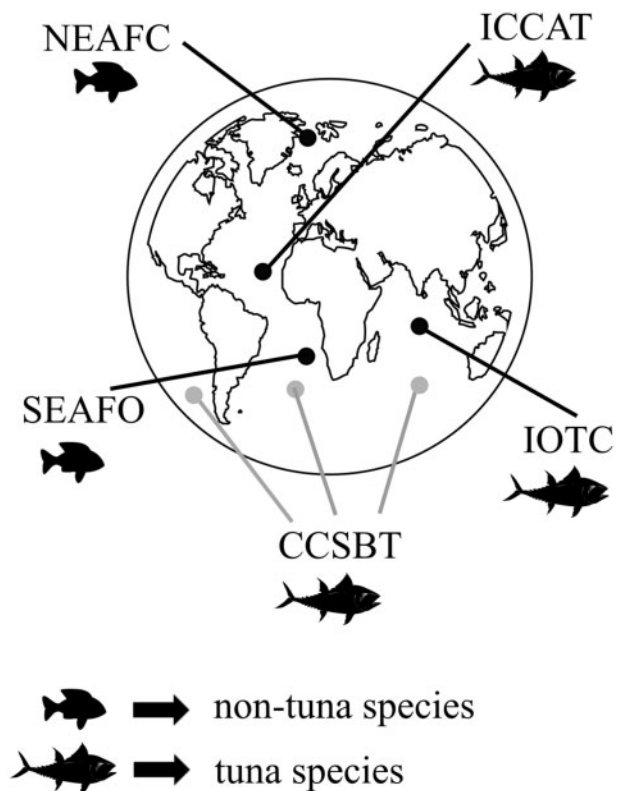 NEAFC
ICCAT
SEAFO
IOTC
CCSBT
non-tuna species
tuna species